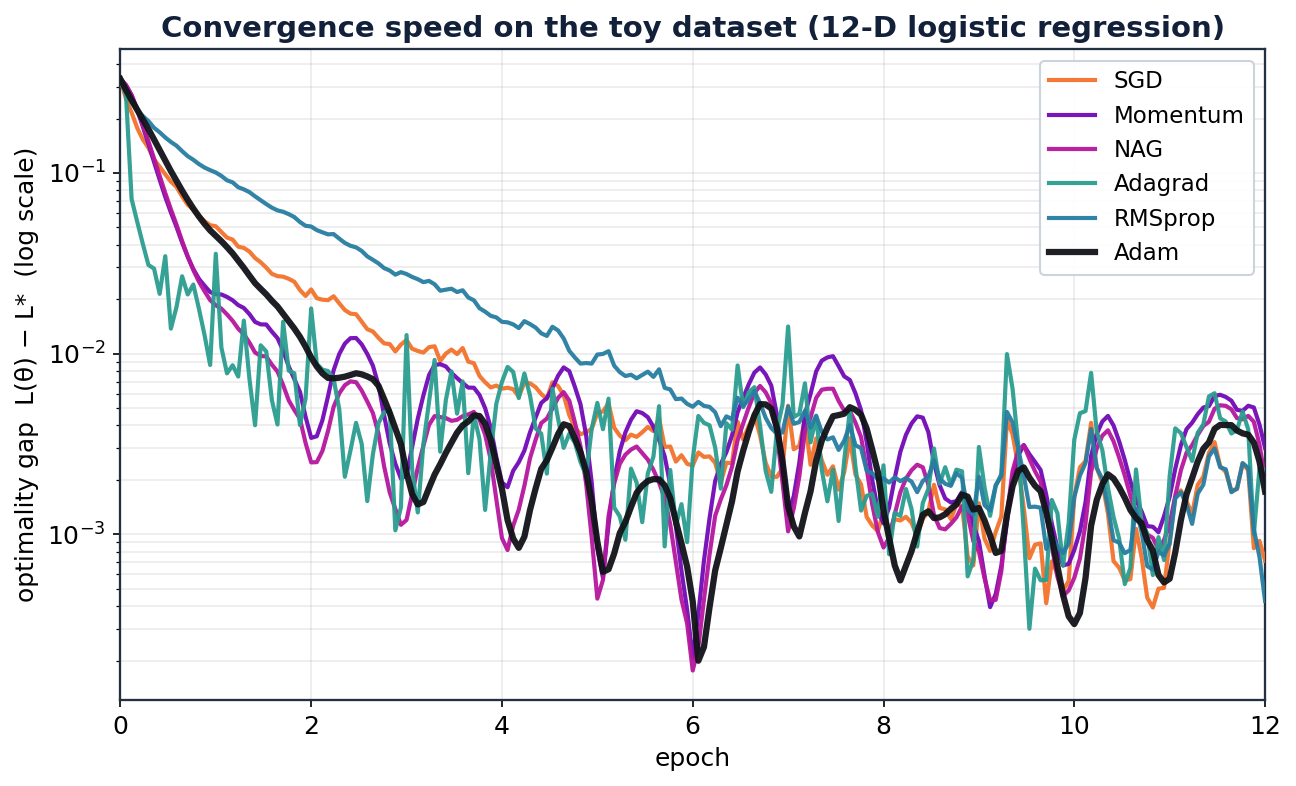 Convergence speed on the toy dataset (12-D logistic regression)
optimality gap L(θ) − L* (log scale)
10⁻¹
10⁻²
10⁻³
SGD
Momentum
NAG
Adagrad
RMSprop
Adam
0 2 4 6 8 10 12
epoch